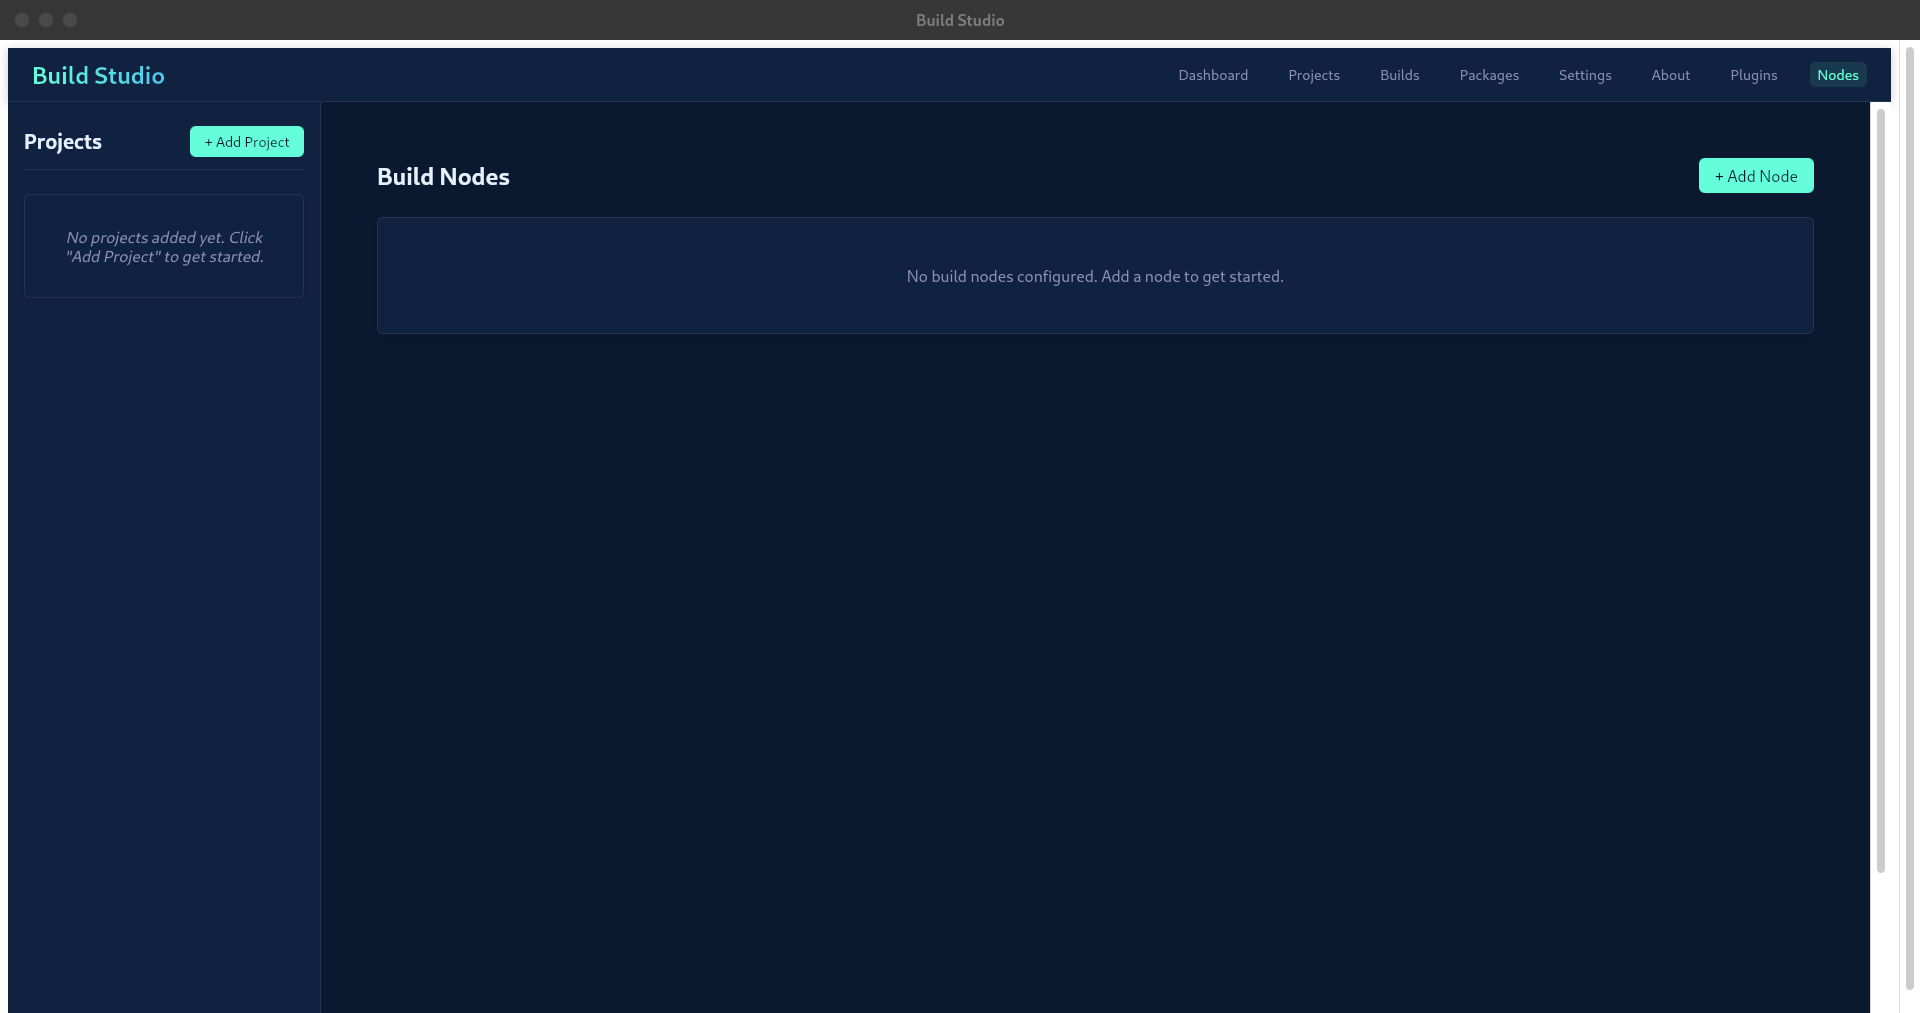 Build Studio
Build Studio
Dashboard
Projects
Builds
Packages
Settings
About
Plugins
Nodes
Projects
+ Add Project
No projects added yet. Click
"Add Project" to get started.
Build Nodes
+ Add Node
No build nodes configured. Add a node to get started.